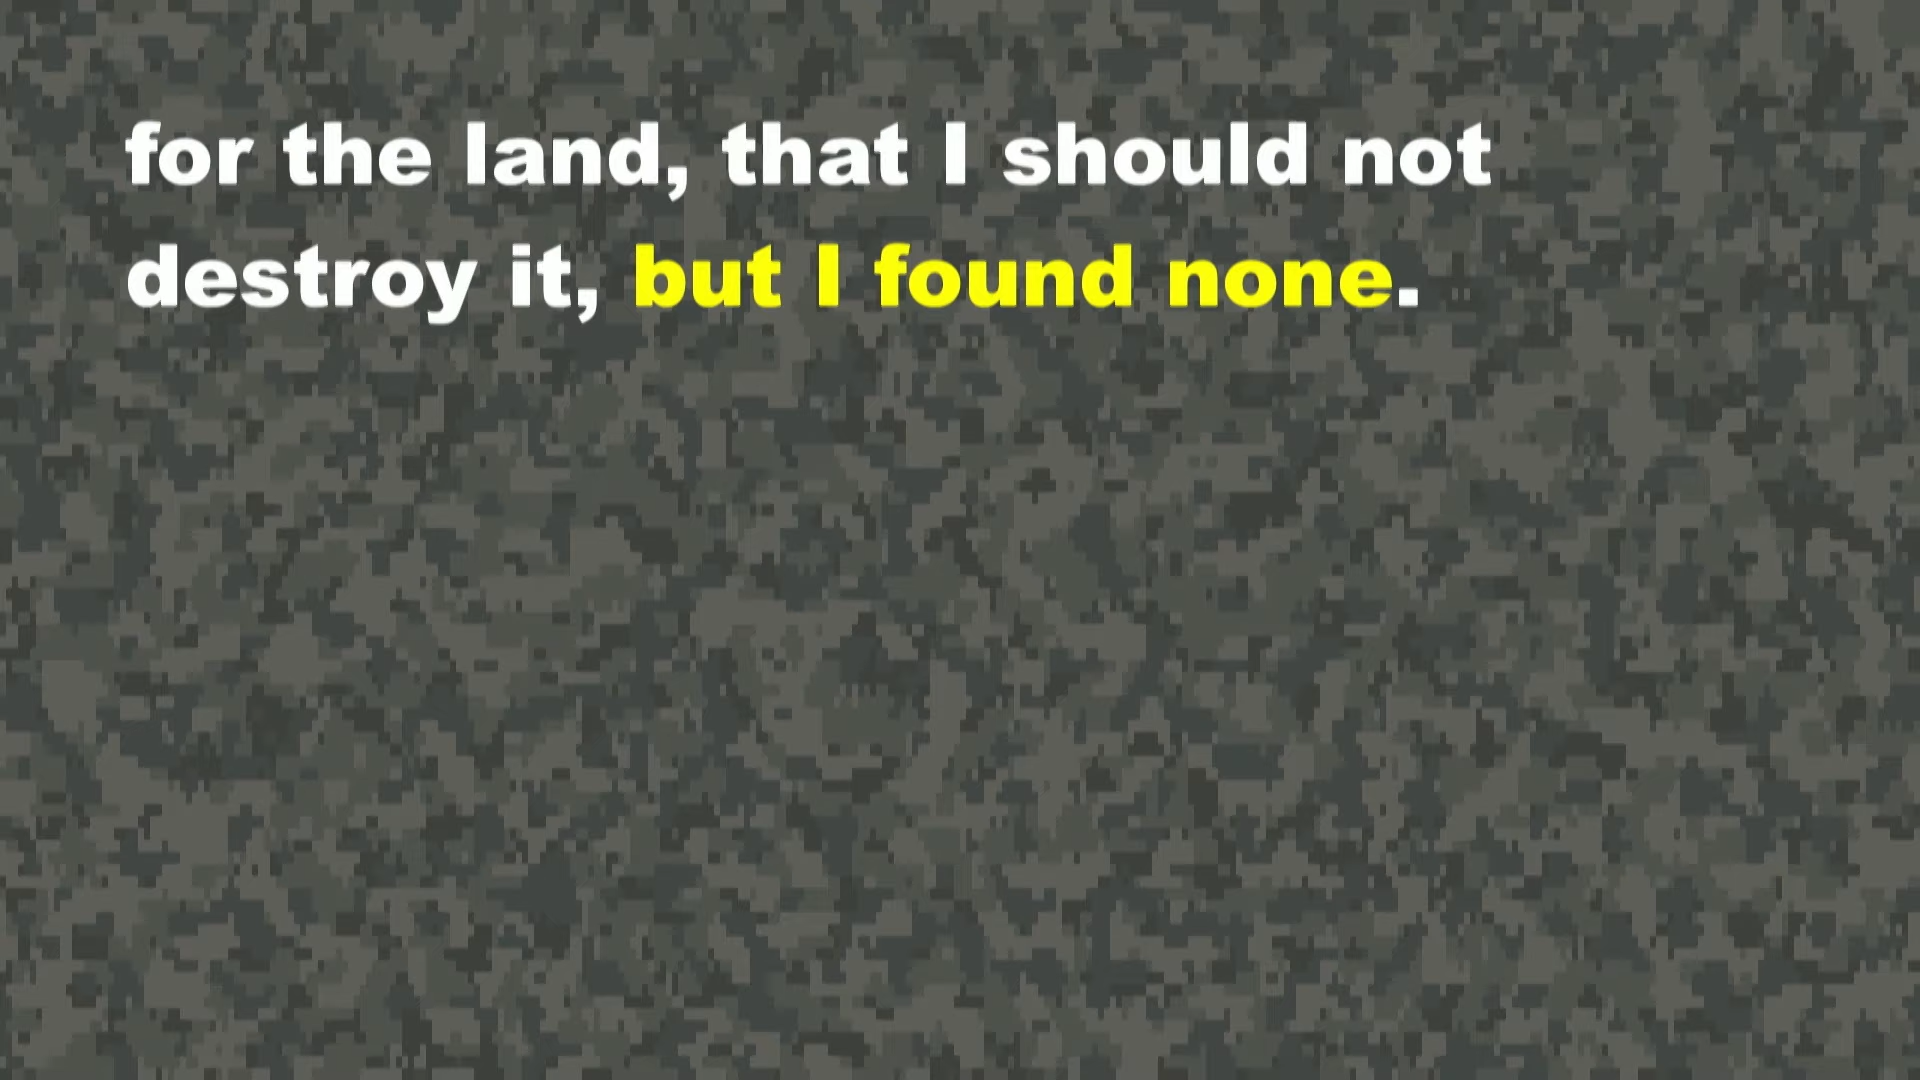 for the land, that I should not
destroy it, but I found none.